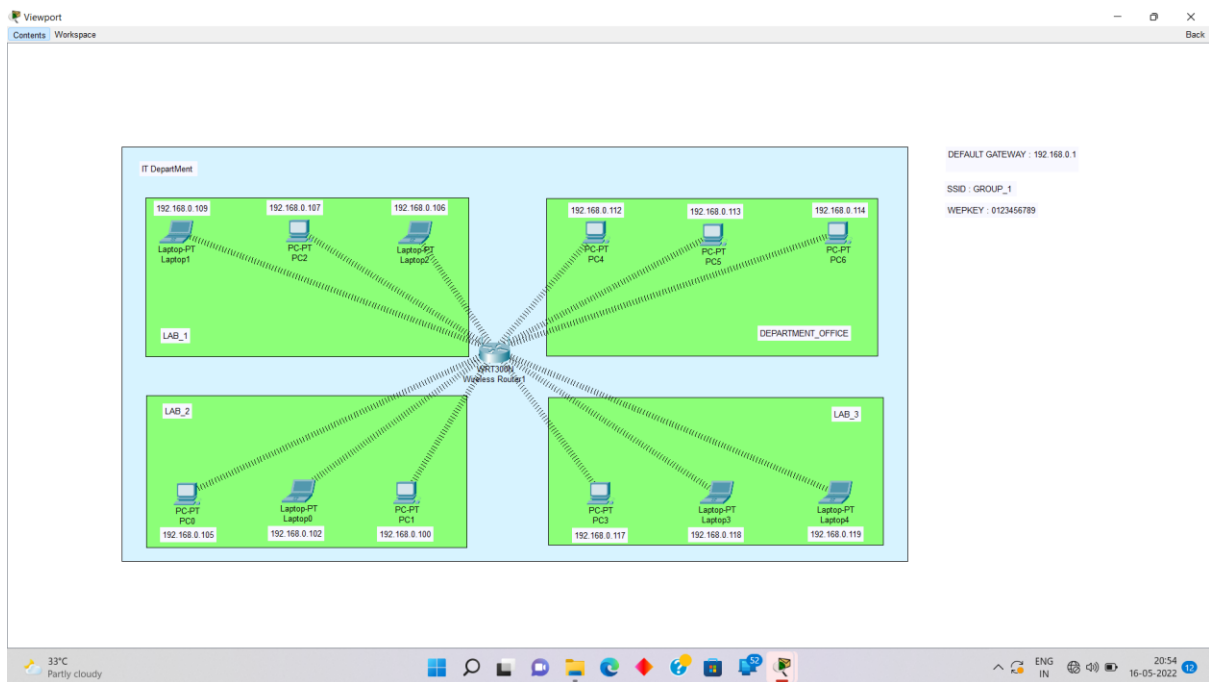 Viewport
Contents Workspace Back
IT DepartMent
DEFAULT GATEWAY : 192.168.0.1
SSID : GROUP_1
WEPKEY : 0123456789
192.168.0.109
192.168.0.107
192.168.0.106
Laptop-PT
Laptop1
PC-PT
PC2
Laptop-PT
Laptop2
LAB_1
192.168.0.112
192.168.0.113
192.168.0.114
PC-PT
PC4
PC-PT
PC5
PC-PT
PC6
DEPARTMENT_OFFICE
WRT300N
Wireless Router1
LAB_2
PC-PT
PC0
Laptop-PT
Laptop0
PC-PT
PC1
192.168.0.105
192.168.0.102
192.168.0.100
LAB_3
PC-PT
PC3
Laptop-PT
Laptop3
Laptop-PT
Laptop4
192.168.0.117
192.168.0.118
192.168.0.119
33°C
Partly cloudy
52
ENG
IN
20:54
16-05-2022
12